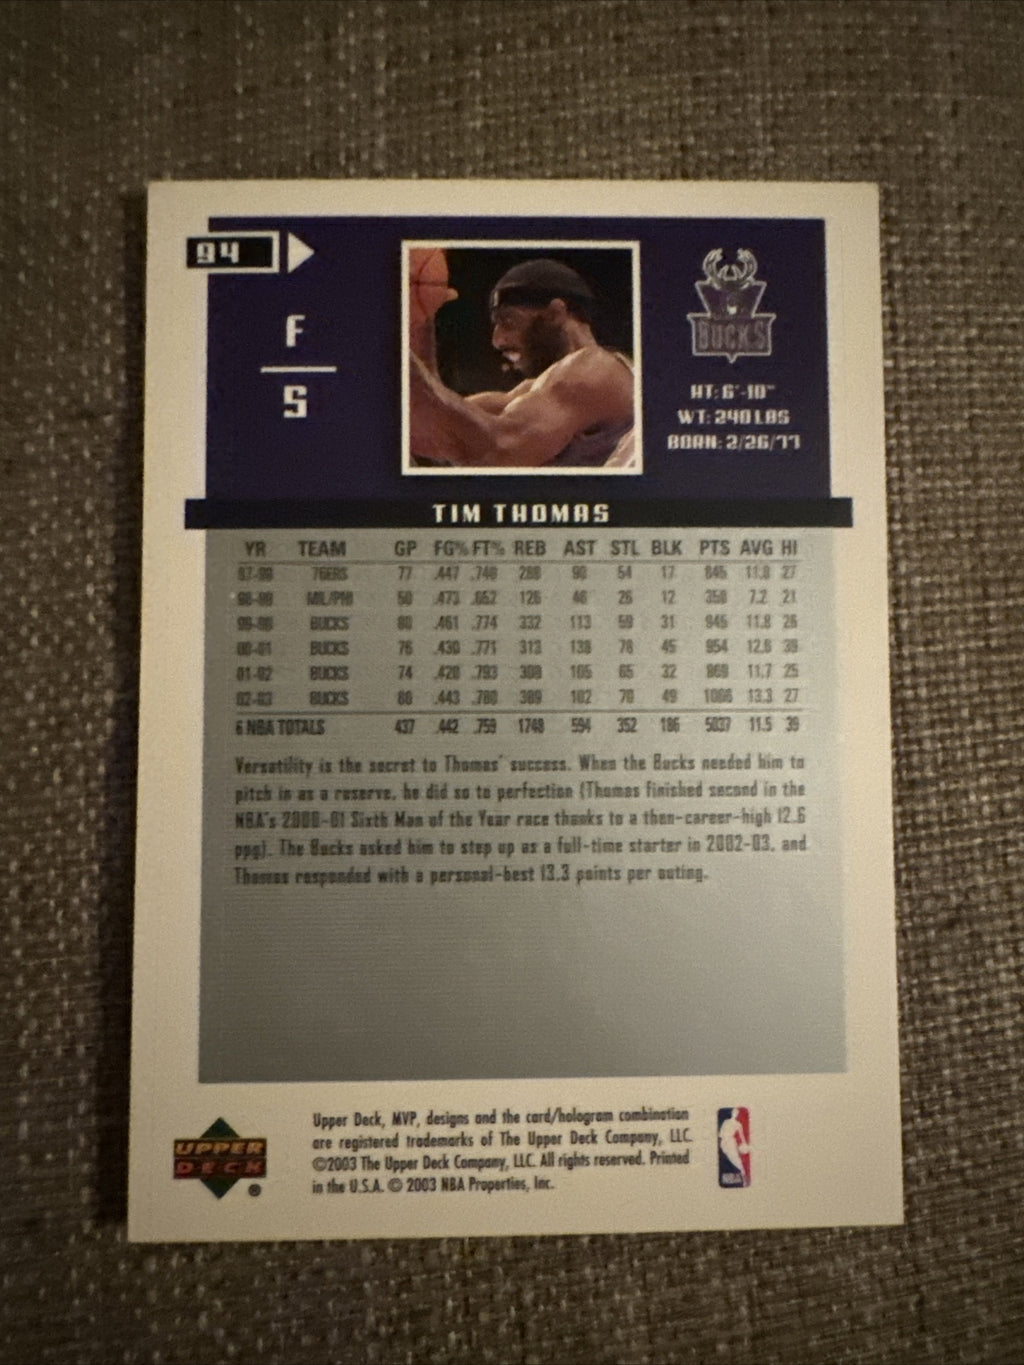 94
F
S
BUCKS
HT: 6'-10"
WT: 240 LBS
BORN: 2/26/77
TIM THOMAS
YR TEAM GP FG% FT% REB AST STL BLK PTS AVG HI
97-98 76ERS 77 .447 .740 288 90 54 17 845 11.0 27
98-99 MIL/PHI 50 .473 .652 126 46 26 12 358 7.2 21
99-00 BUCKS 80 .461 .774 332 113 59 31 945 11.8 26
00-01 BUCKS 76 .430 .771 313 138 78 45 954 12.6 39
01-02 BUCKS 74 .420 .793 300 105 65 32 869 11.7 25
02-03 BUCKS 80 .443 .780 389 102 70 49 1066 13.3 27
6 NBA TOTALS 437 .442 .759 1748 594 352 186 5037 11.5 39
Versatility is the secret to Thomas' success. When the Bucks needed him to
pitch in as a reserve, he did so to perfection (Thomas finished second in the
NBA's 2000-01 Sixth Man of the Year race thanks to a then-career-high 12.6
ppg). The Bucks asked him to step up as a full-time starter in 2002-03, and
Thomas responded with a personal-best 13.3 points per outing.
Upper Deck, MVP, designs and the card/hologram combination
are registered trademarks of The Upper Deck Company, LLC.
©2003 The Upper Deck Company, LLC. All rights reserved. Printed
in the U.S.A. © 2003 NBA Properties, Inc.
UPPER
DECK
®
NBA